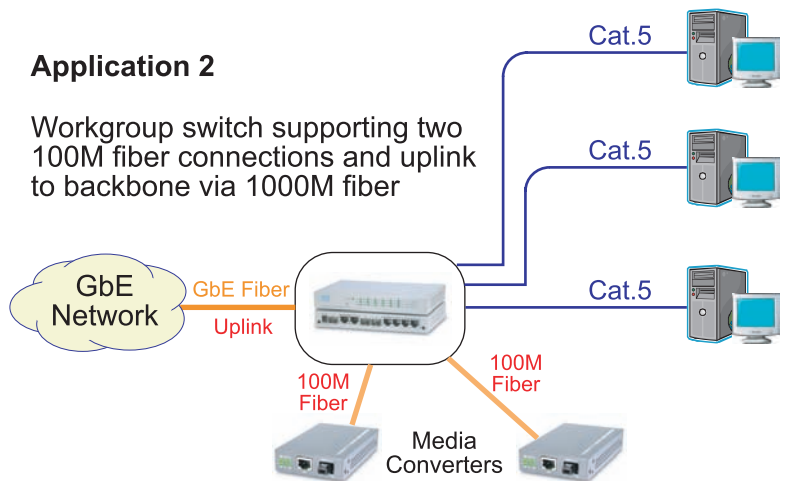 Application 2
Workgroup switch supporting two
100M fiber connections and uplink
to backbone via 1000M fiber
Cat.5
Cat.5
Cat.5
GbE
Network
GbE Fiber
Uplink
100M
Fiber
100M
Fiber
Media
Converters